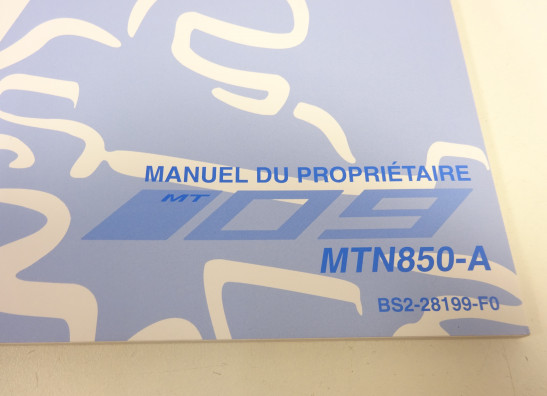 MANUEL DU PROPRIÉTAIRE
MT 09
MTN850-A
BS2-28199-F0